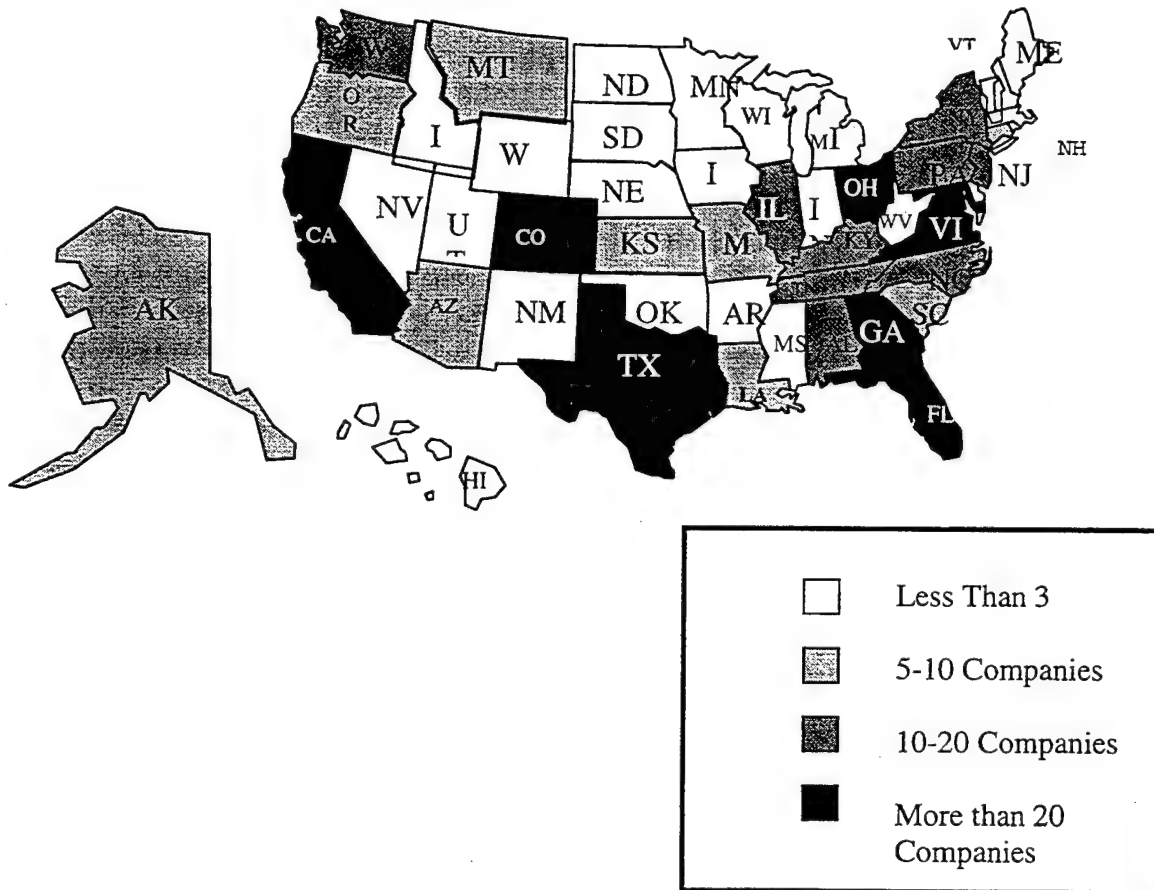 VT
ME
W
MT
ND
MN
O
R
I
W
SD
WI
MI
NH
NV
U
T
NE
I
IL
I
OH
PA
NJ
CA
CO
KS
M
KY
WV
VI
AZ
NM
OK
AR
TN
NC
SC
AK
TX
MS
AL
GA
LA
FL
HI
Less Than 3
5-10 Companies
10-20 Companies
More than 20
Companies